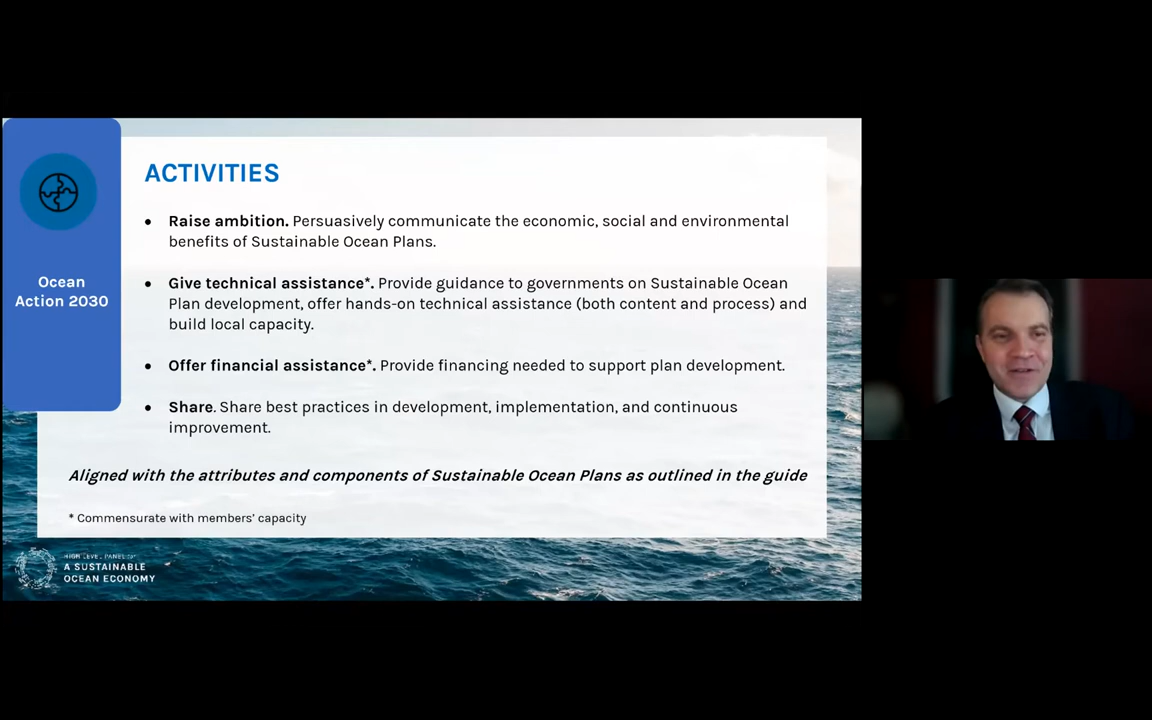 Ocean
Action 2030
ACTIVITIES
● Raise ambition. Persuasively communicate the economic, social and environmental
benefits of Sustainable Ocean Plans.
● Give technical assistance*. Provide guidance to governments on Sustainable Ocean
Plan development, offer hands-on technical assistance (both content and process) and
build local capacity.
● Offer financial assistance*. Provide financing needed to support plan development.
● Share. Share best practices in development, implementation, and continuous
improvement.
Aligned with the attributes and components of Sustainable Ocean Plans as outlined in the guide
* Commensurate with members' capacity
HIGH LEVEL PANEL for
A SUSTAINABLE
OCEAN ECONOMY